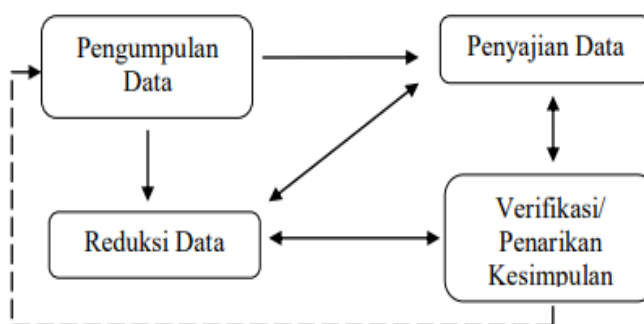 Pengumpulan
Data
Penyajian Data
Reduksi Data
Verifikasi/
Penarikan
Kesimpulan